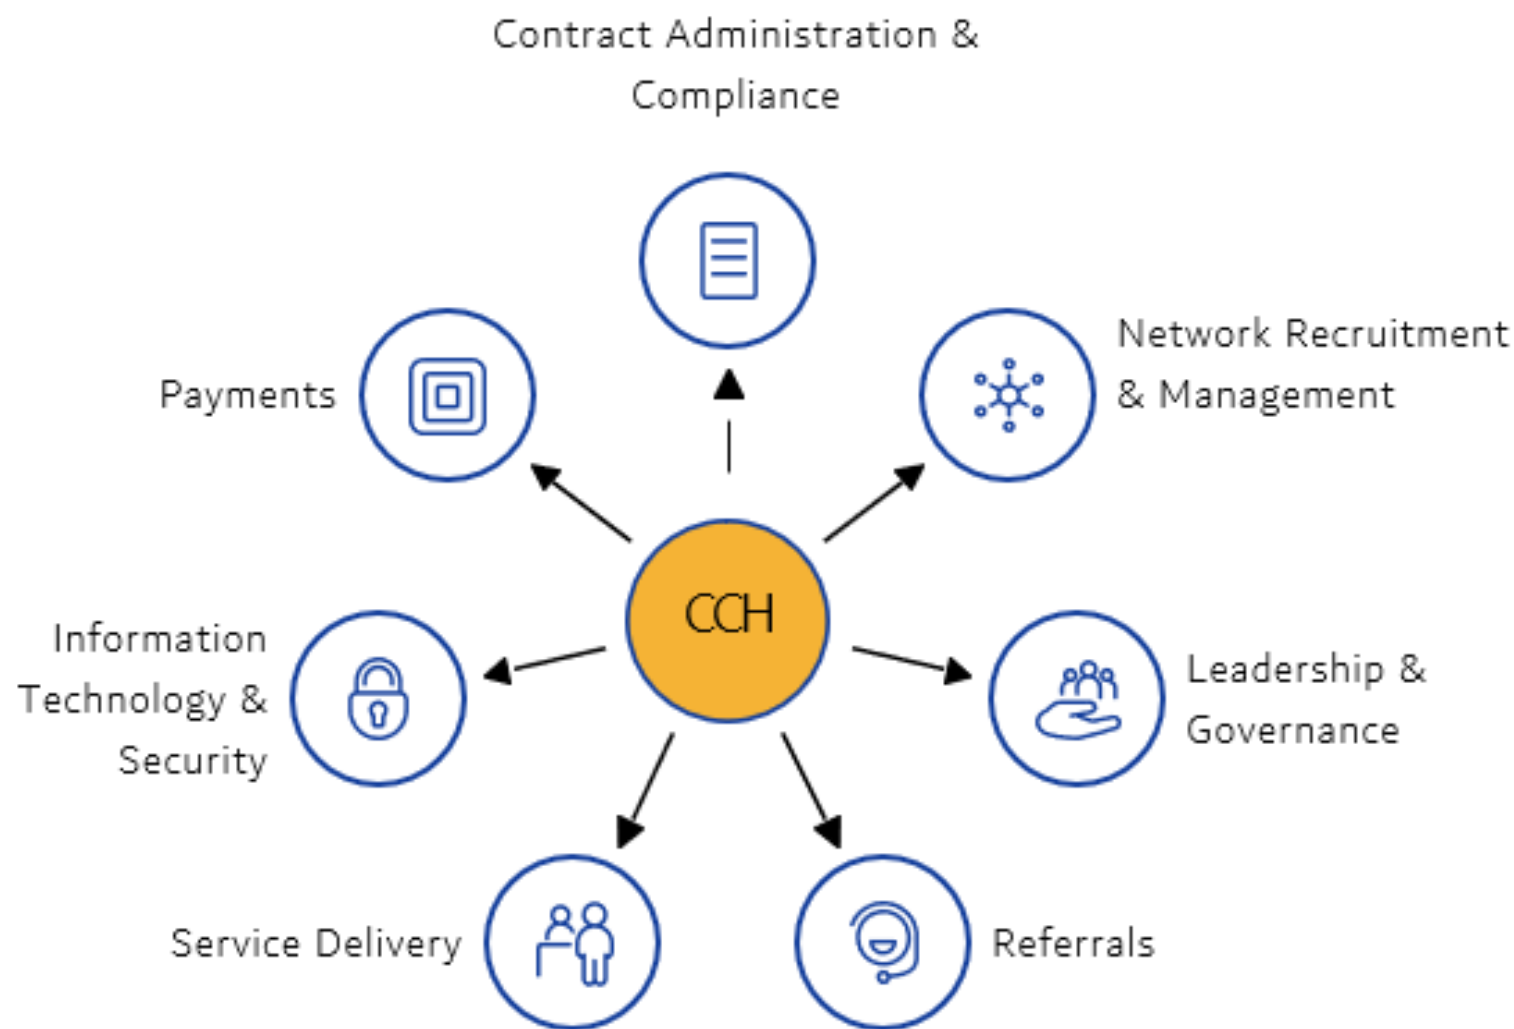 Contract Administration &
Compliance
Network Recruitment
& Management
Payments
CCH
Information
Technology &
Security
Leadership &
Governance
Service Delivery
Referrals